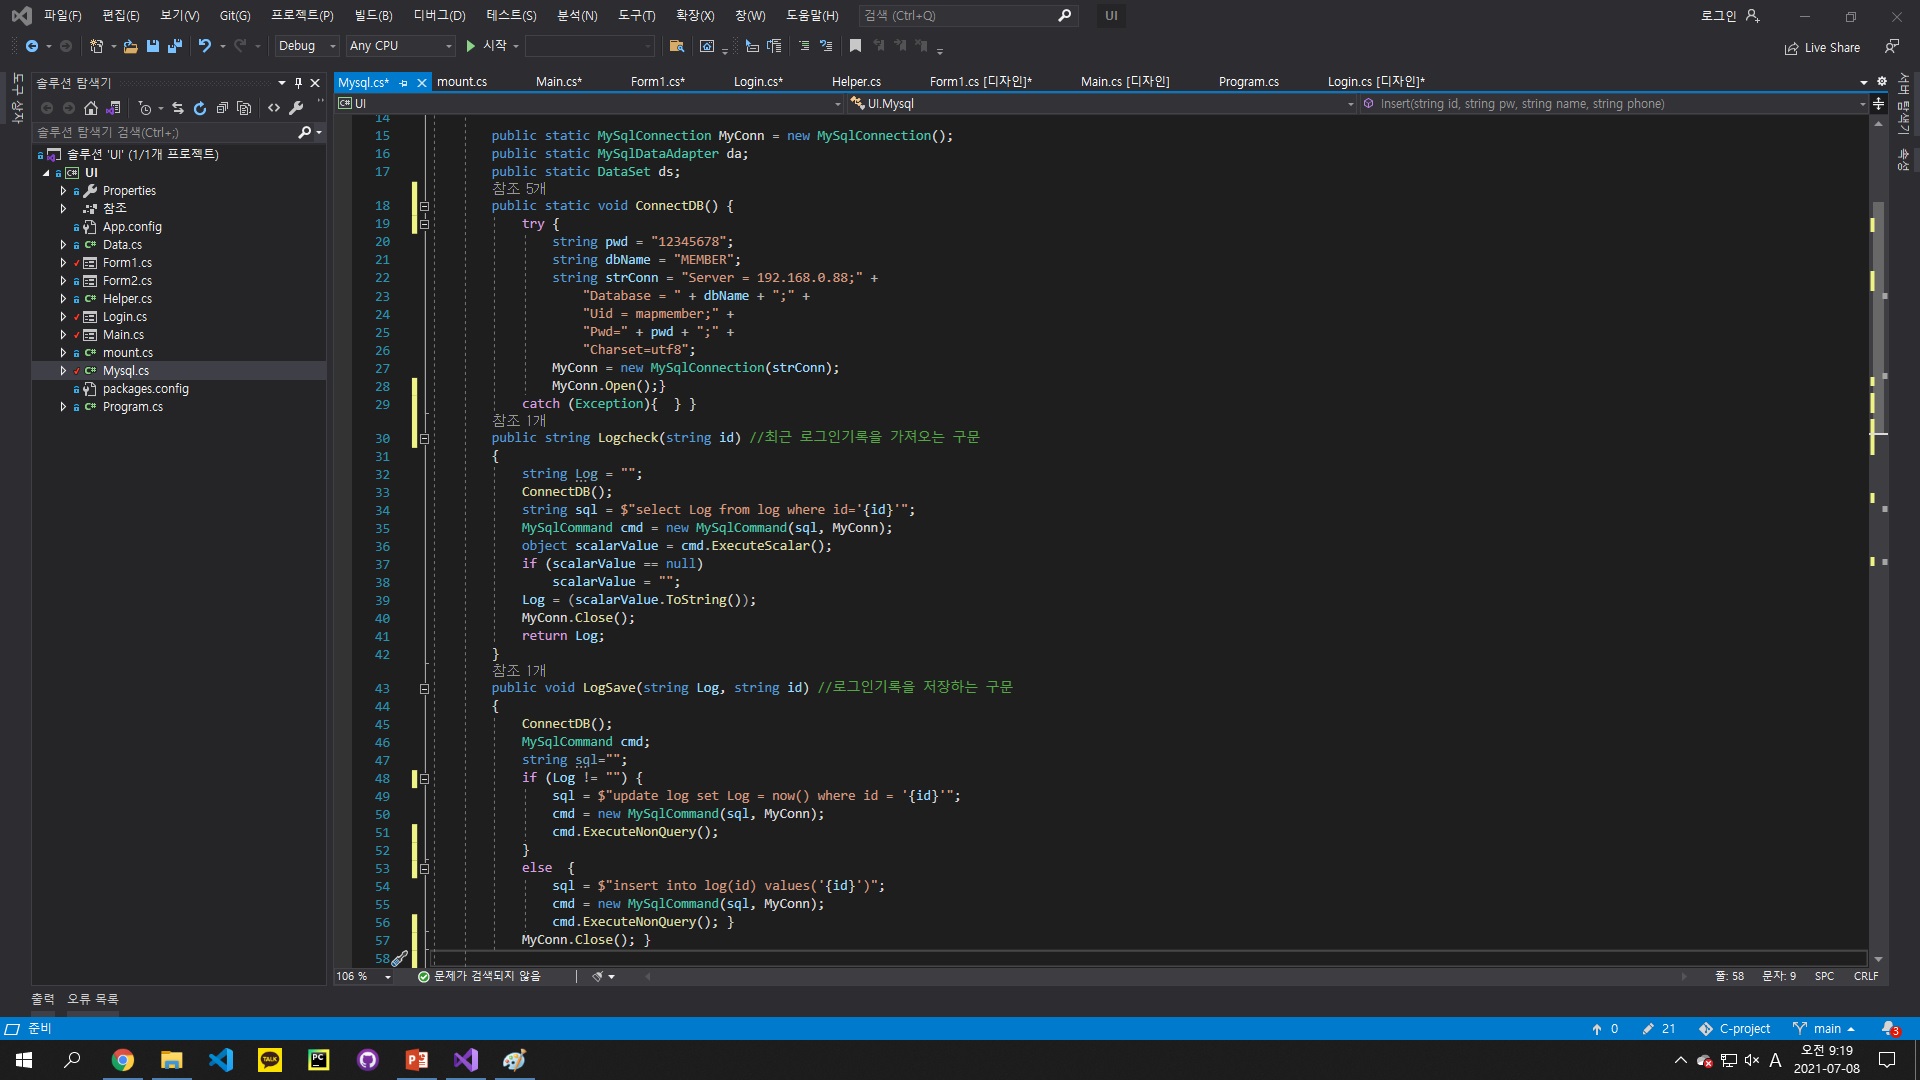 파일(F) 편집(E) 보기(V) Git(G) 프로젝트(P) 빌드(B) 디버그(D) 테스트(S) 분석(N) 도구(T) 확장(X) 창(W) 도움말(H) 검색 (Ctrl+Q) UI 로그인
Debug Any CPU 시작 Live Share
도구 상자
솔루션 탐색기
솔루션 탐색기 검색(Ctrl+;)
솔루션 'UI' (1/1개 프로젝트)
UI
Properties
참조
App.config
Data.cs
Form1.cs
Form2.cs
Helper.cs
Login.cs
Main.cs
mount.cs
Mysql.cs
packages.config
Program.cs
Mysql.cs* mount.cs Main.cs* Form1.cs* Login.cs* Helper.cs Form1.cs [디자인]* Main.cs [디자인] Program.cs Login.cs [디자인]*
UI UI.Mysql Insert(string id, string pw, string name, string phone)
14
15 public static MySqlConnection MyConn = new MySqlConnection();
16 public static MySqlDataAdapter da;
17 public static DataSet ds;
참조 5개
18 public static void ConnectDB() {
19 try {
20 string pwd = "12345678";
21 string dbName = "MEMBER";
22 string strConn = "Server = 192.168.0.88;" +
23 "Database = " + dbName + ";" +
24 "Uid = mapmember;" +
25 "Pwd=" + pwd + ";" +
26 "Charset=utf8";
27 MyConn = new MySqlConnection(strConn);
28 MyConn.Open();}
29 catch (Exception){  } }
참조 1개
30 public string Logcheck(string id) //최근 로그인기록을 가져오는 구문
31 {
32 string Log = "";
33 ConnectDB();
34 string sql = $"select Log from log where id='{id}'";
35 MySqlCommand cmd = new MySqlCommand(sql, MyConn);
36 object scalarValue = cmd.ExecuteScalar();
37 if (scalarValue == null)
38 scalarValue = "";
39 Log = (scalarValue.ToString());
40 MyConn.Close();
41 return Log;
42 }
참조 1개
43 public void LogSave(string Log, string id) //로그인기록을 저장하는 구문
44 {
45 ConnectDB();
46 MySqlCommand cmd;
47 string sql="";
48 if (Log != "") {
49 sql = $"update log set Log = now() where id = '{id}'";
50 cmd = new MySqlCommand(sql, MyConn);
51 cmd.ExecuteNonQuery();
52 }
53 else  {
54 sql = $"insert into log(id) values('{id}')";
55 cmd = new MySqlCommand(sql, MyConn);
56 cmd.ExecuteNonQuery(); }
57 MyConn.Close(); }
58
서버 탐색기
속성
106 % 문제가 검색되지 않음 줄: 58 문자: 9 SPC CRLF
출력 오류 목록
준비 0 21 C-project main 3
TALK PC P A 오전 9:19
2021-07-08